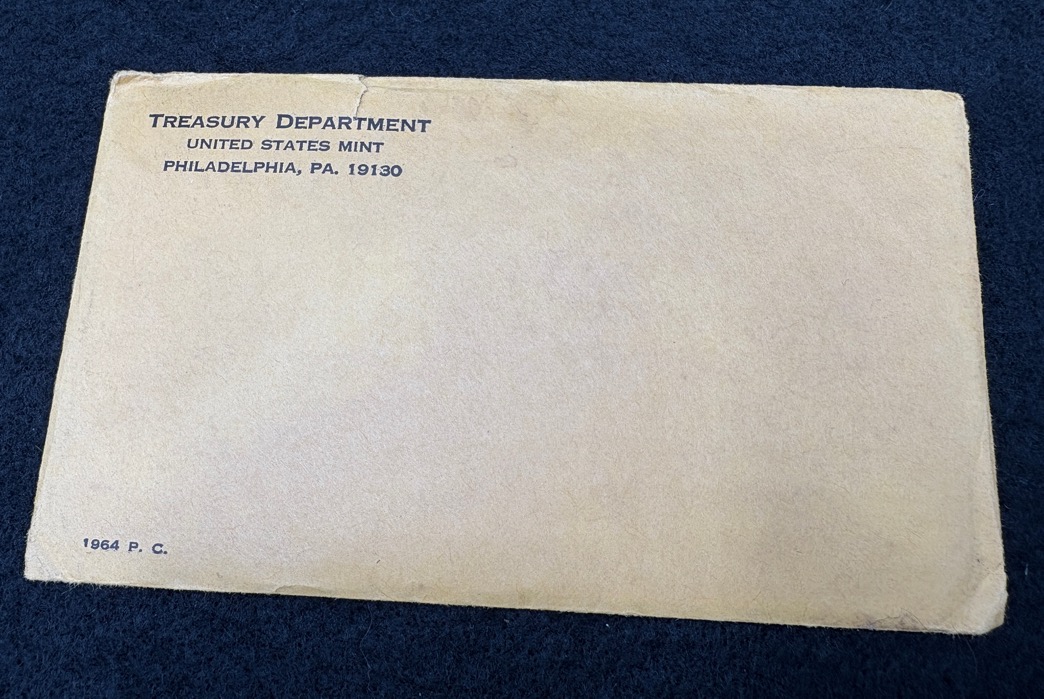 TREASURY DEPARTMENT
UNITED STATES MINT
PHILADELPHIA, PA. 19130
1964 P. C.